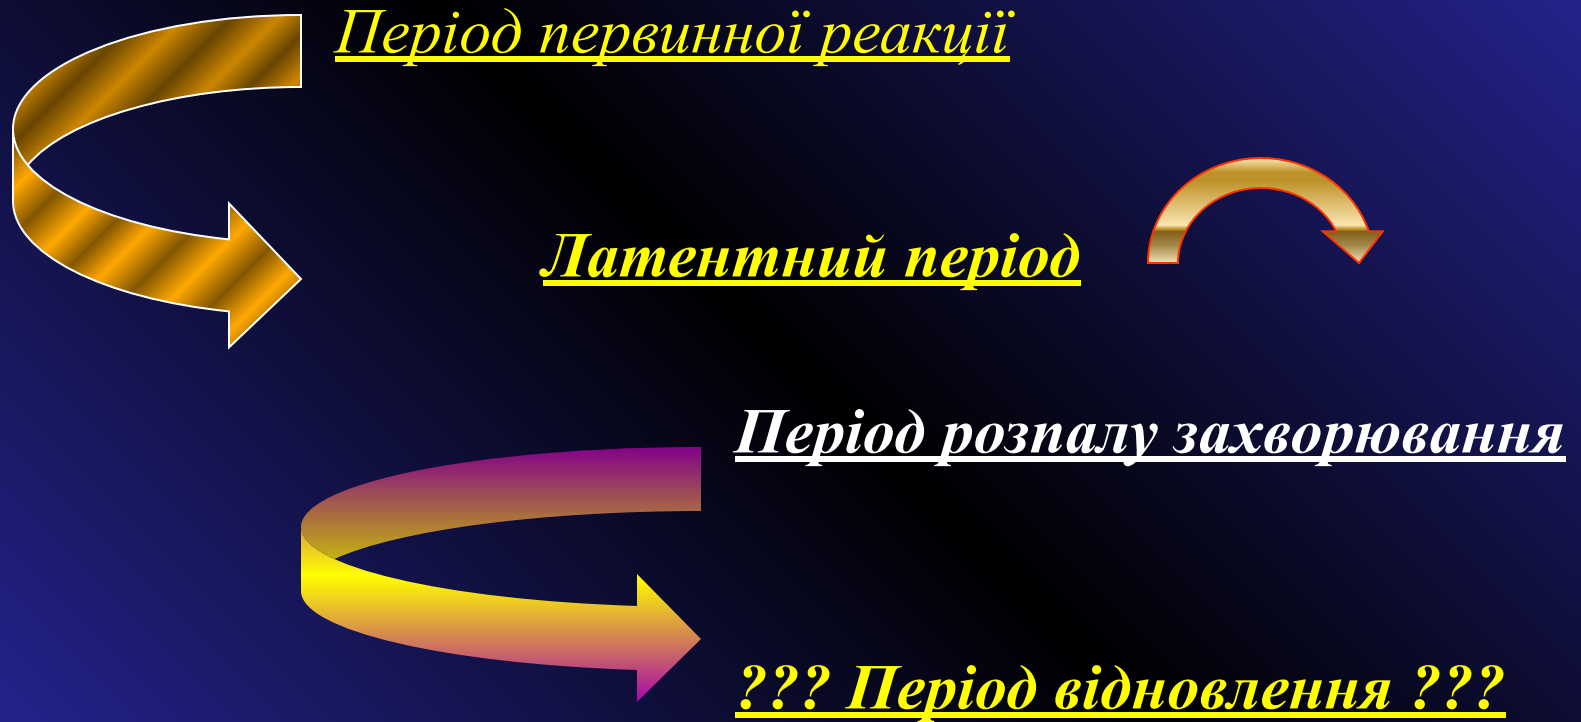 Період первинної реакції
Латентний період
Період розпалу захворювання
??? Період відновлення ???